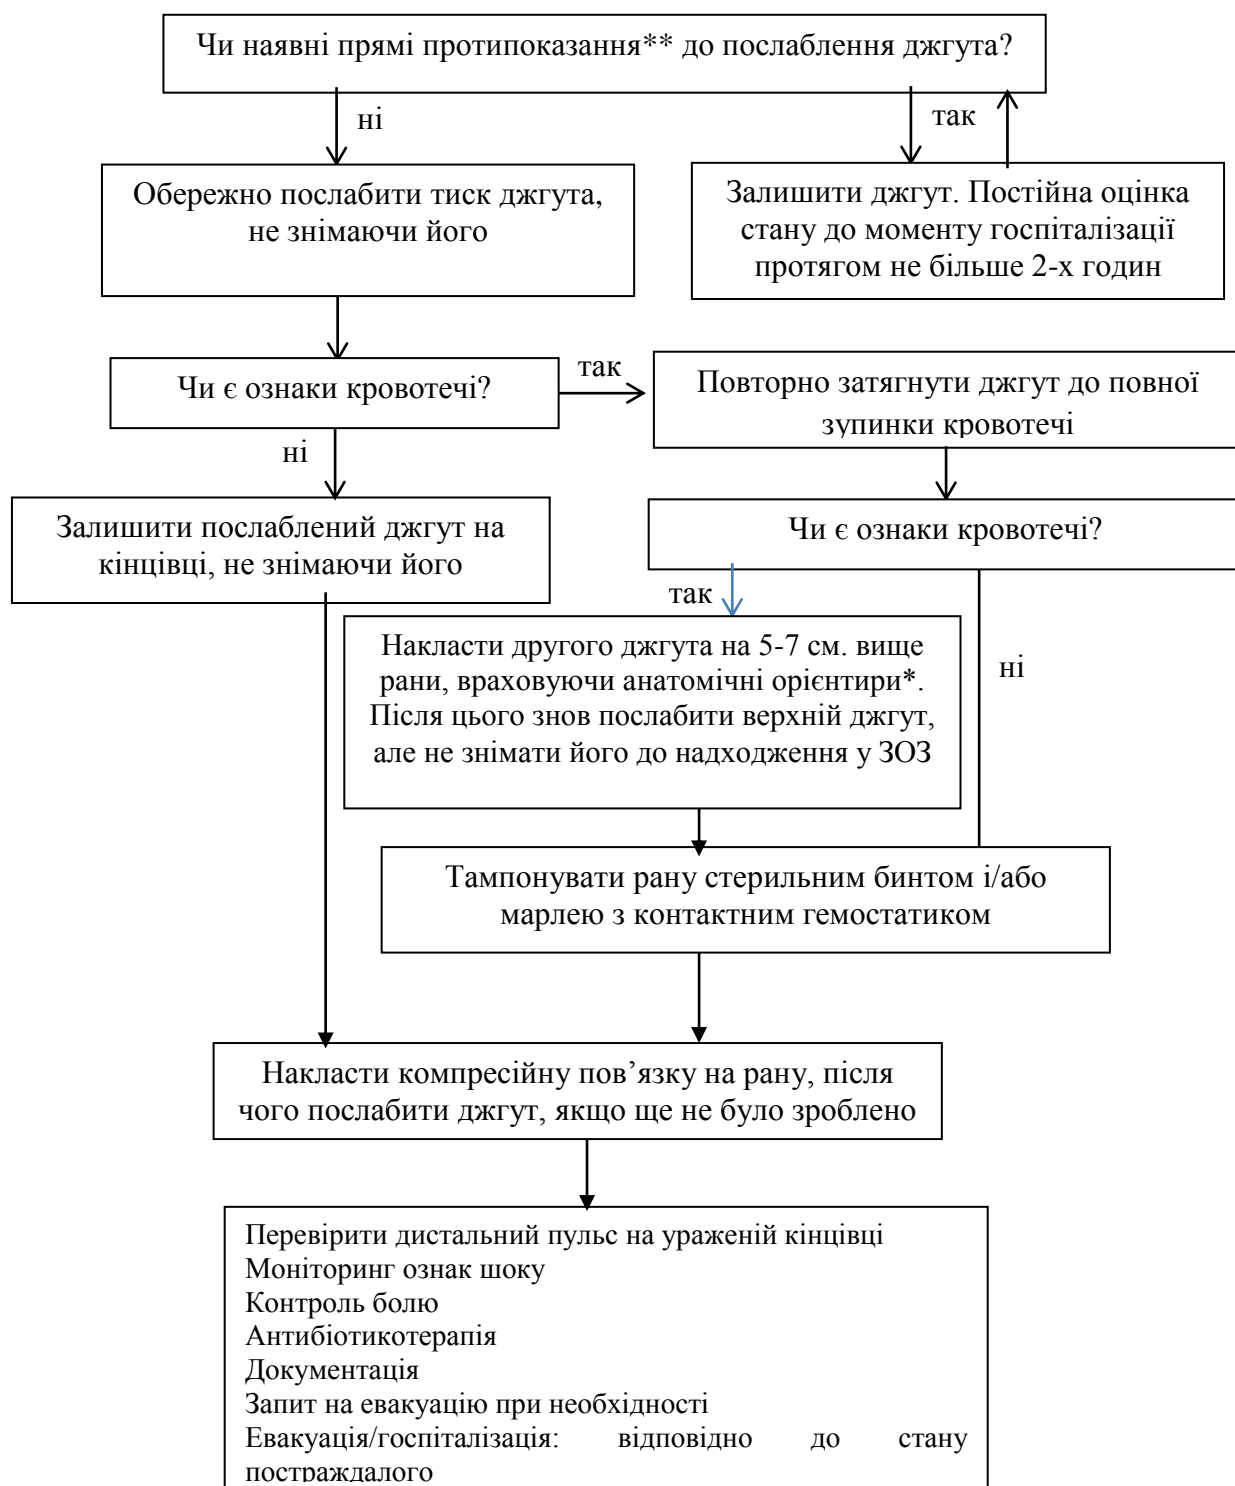 Чи наявні прямі протипоказання** до послаблення джгута?
ні
так
Обережно послабити тиск джгута,
не знімаючи його
Залишити джгут. Постійна оцінка
стану до моменту госпіталізації
протягом не більше 2-х годин
Чи є ознаки кровотечі?
так
Повторно затягнути джгут до повної
зупинки кровотечі
ні
Залишити послаблений джгут на
кінцівці, не знімаючи його
Чи є ознаки кровотечі?
так
ні
Накласти другого джгута на 5-7 см. вище
рани, враховуючи анатомічні орієнтири*.
Після цього знов послабити верхній джгут,
але не знімати його до надходження у ЗОЗ
Тампонувати рану стерильним бинтом і/або
марлею з контактним гемостатиком
Накласти компресійну пов’язку на рану, після
чого послабити джгут, якщо ще не було зроблено
Перевірити дистальний пульс на ураженій кінцівці
Моніторинг ознак шоку
Контроль болю
Антибіотикотерапія
Документація
Запит на евакуацію при необхідності
Евакуація/госпіталізація: відповідно до стану
постраждалого